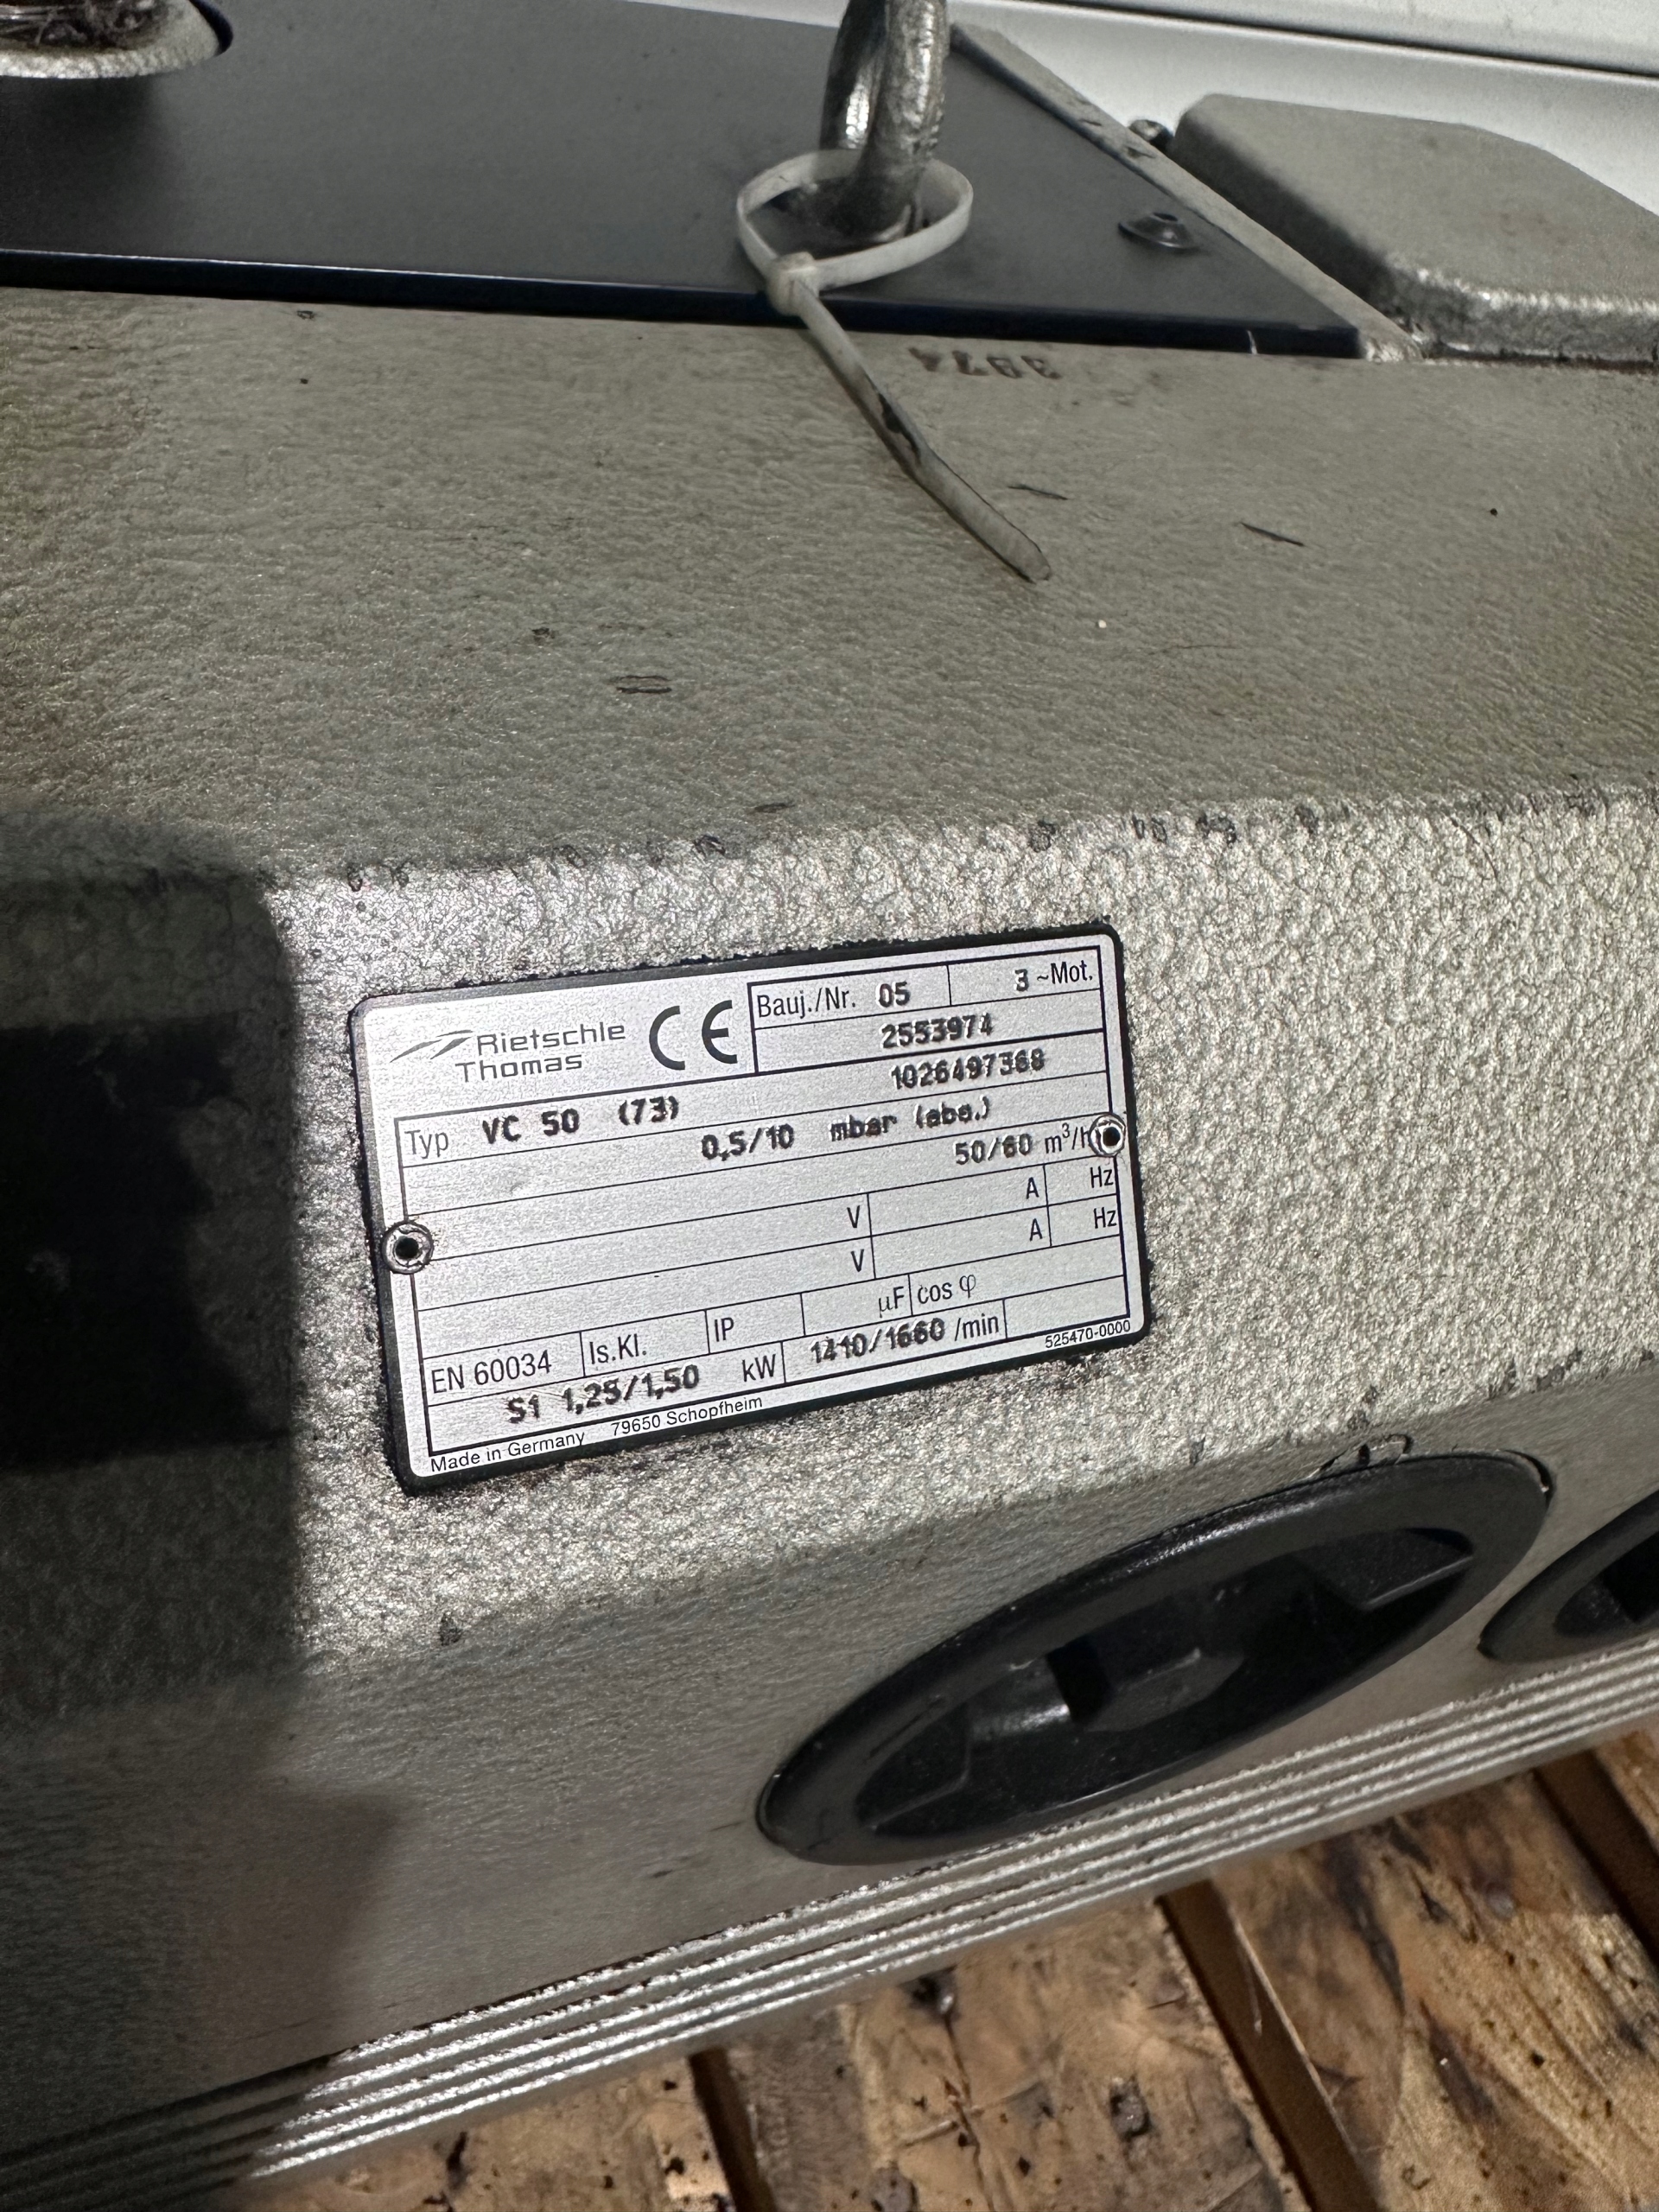 3974
Rietschle
Thomas
CE
Bauj./Nr. 05
3 ~Mot.
2553974
Typ VC 50 (73)
1026497368
0,5/10 mbar (abs.)
50/60 m³/h
V A Hz
V A Hz
EN 60034 Is.Kl. IP µF cos φ
S1 1,25/1,50 kW 1410/1660 /min
525470-0000
Made in Germany 79650 Schopfheim